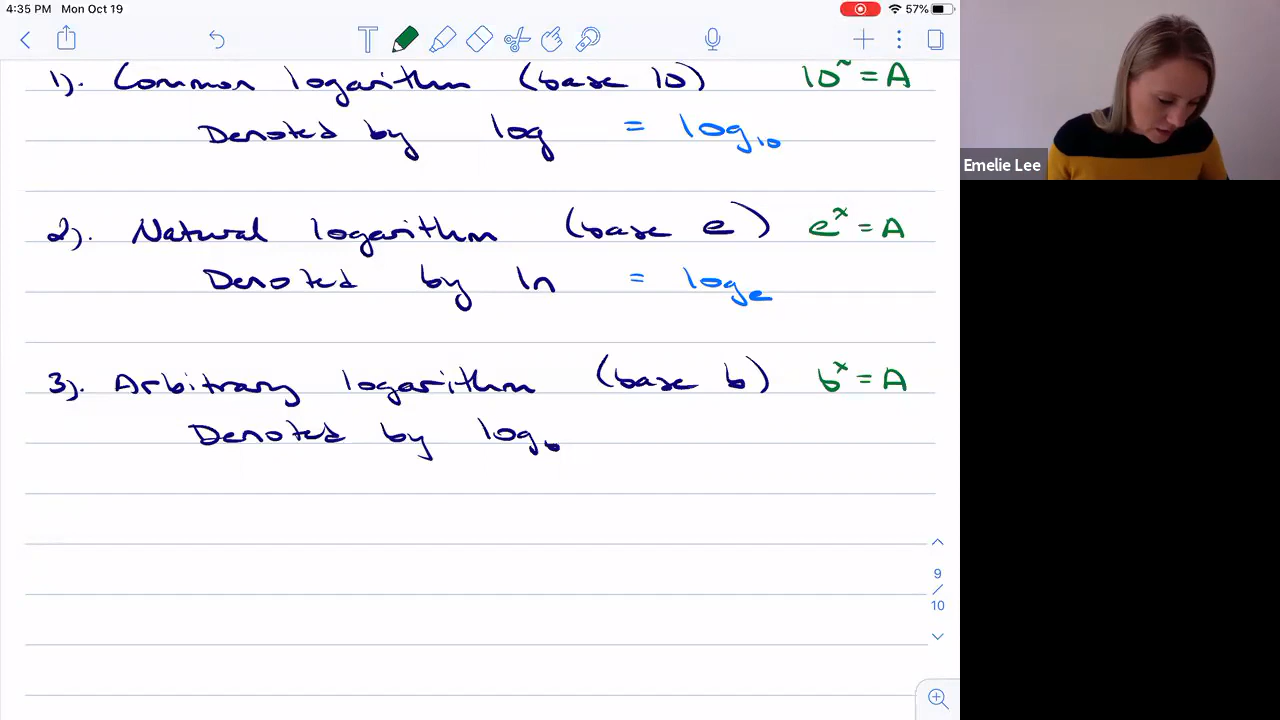 4:35 PM Mon Oct 19
57%
1). Common logarithm (base 10) 10^~ = A
Denoted by log = log₁₀
Emelie Lee
2). Natural logarithm (base e) e^x = A
Denoted by ln = logₑ
3). Arbitrary logarithm (base b) b^x = A
Denoted by log_b
9
/
10